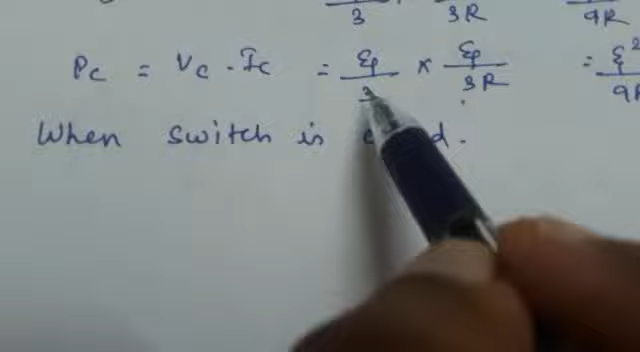 3 3R 9R
Pc = Vc . Ic = ε/3 × ε/3R = ε²/9R
When switch is